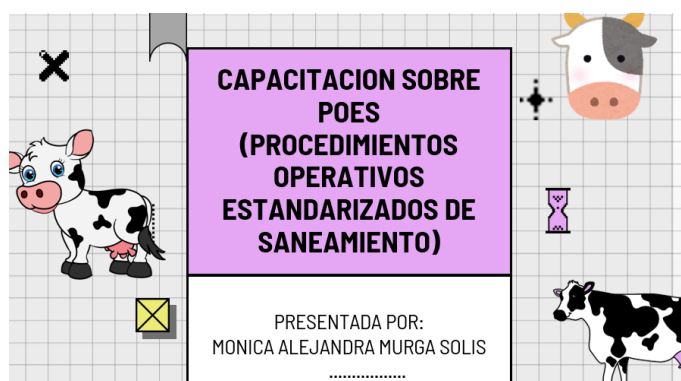 CAPACITACION SOBRE
POES
(PROCEDIMIENTOS
OPERATIVOS
ESTANDARIZADOS DE
SANEAMIENTO)
PRESENTADA POR:
MONICA ALEJANDRA MURGA SOLIS
.................